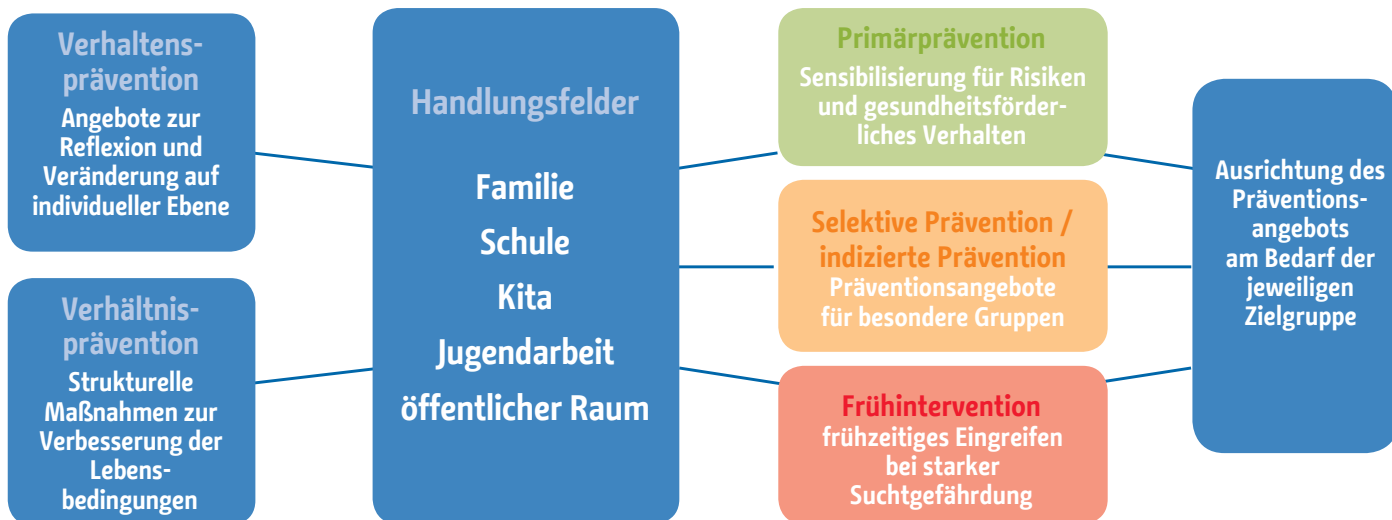 Verhaltens-
prävention
Angebote zur
Reflexion und
Veränderung auf
individueller Ebene
Verhältnis-
prävention
Strukturelle
Maßnahmen zur
Verbesserung der
Lebens-
bedingungen
Handlungsfelder
Familie
Schule
Kita
Jugendarbeit
öffentlicher Raum
Primärprävention
Sensibilisierung für Risiken
und gesundheitsförder-
liches Verhalten
Selektive Prävention /
indizierte Prävention
Präventionsangebote
für besondere Gruppen
Frühintervention
frühzeitiges Eingreifen
bei starker
Suchtgefährdung
Ausrichtung des
Präventions-
angebots
am Bedarf der
jeweiligen
Zielgruppe